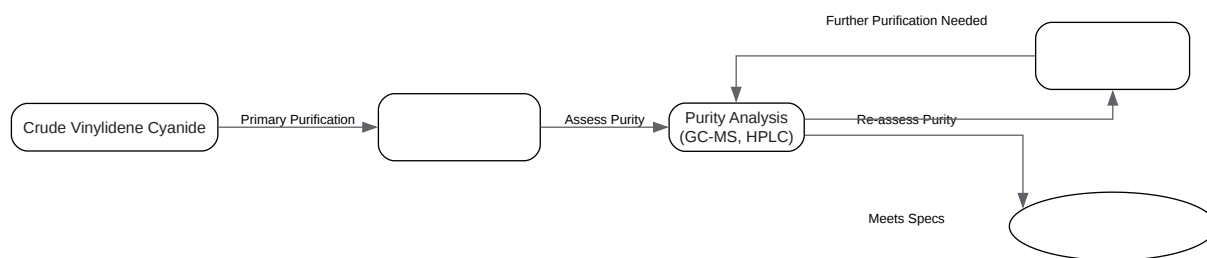 Further Purification Needed
Crude Vinylidene Cyanide
Primary Purification
Assess Purity
Purity Analysis
(GC-MS, HPLC)
Re-assess Purity
Meets Specs